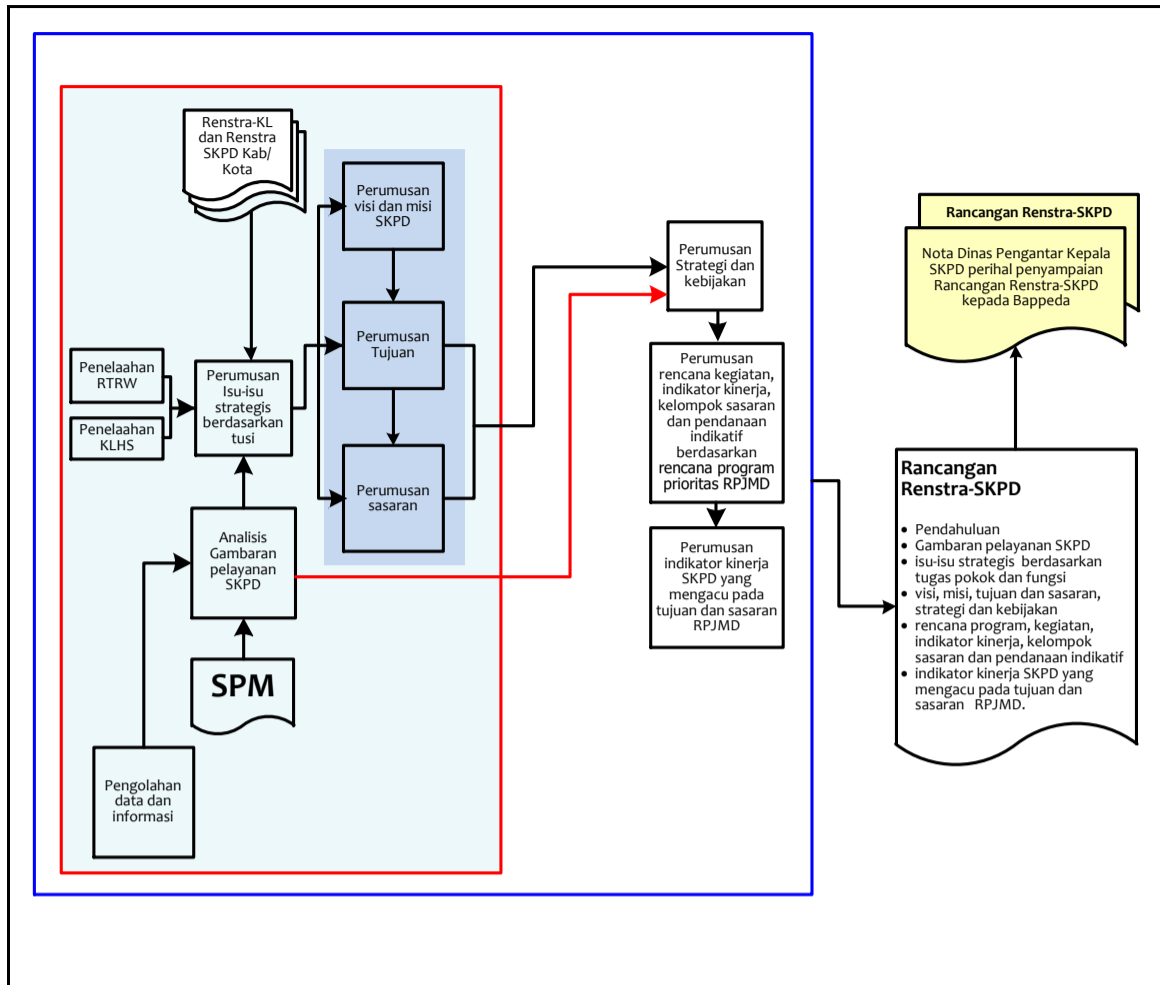 Renstra-KL
dan Renstra
SKPD Kab/
Kota
Perumusan
visi dan misi
SKPD
Perumusan
Tujuan
Perumusan
sasaran
Penelaahan
RTRW
Penelaahan
KLHS
Perumusan
Isu-isu
strategis
berdasarkan
tusi
Analisis
Gambaran
pelayanan
SKPD
SPM
Pengolahan
data dan
informasi
Perumusan
Strategi dan
kebijakan
Perumusan
rencana kegiatan,
indikator kinerja,
kelompok sasaran
dan pendanaan
indikatif
berdasarkan
rencana program
prioritas RPJMD
Perumusan
indikator kinerja
SKPD yang
mengacu pada
tujuan dan sasaran
RPJMD
Rancangan Renstra-SKPD
Nota Dinas Pengantar Kepala
SKPD perihal penyampaian
Rancangan Renstra-SKPD
kepada Bappeda
Rancangan
Renstra-SKPD
• Pendahuluan
• Gambaran pelayanan SKPD
• isu-isu strategis berdasarkan
tugas pokok dan fungsi
• visi, misi, tujuan dan sasaran,
strategi dan kebijakan
• rencana program, kegiatan,
indikator kinerja, kelompok
sasaran dan pendanaan indikatif
• indikator kinerja SKPD yang
mengacu pada tujuan dan
sasaran RPJMD.